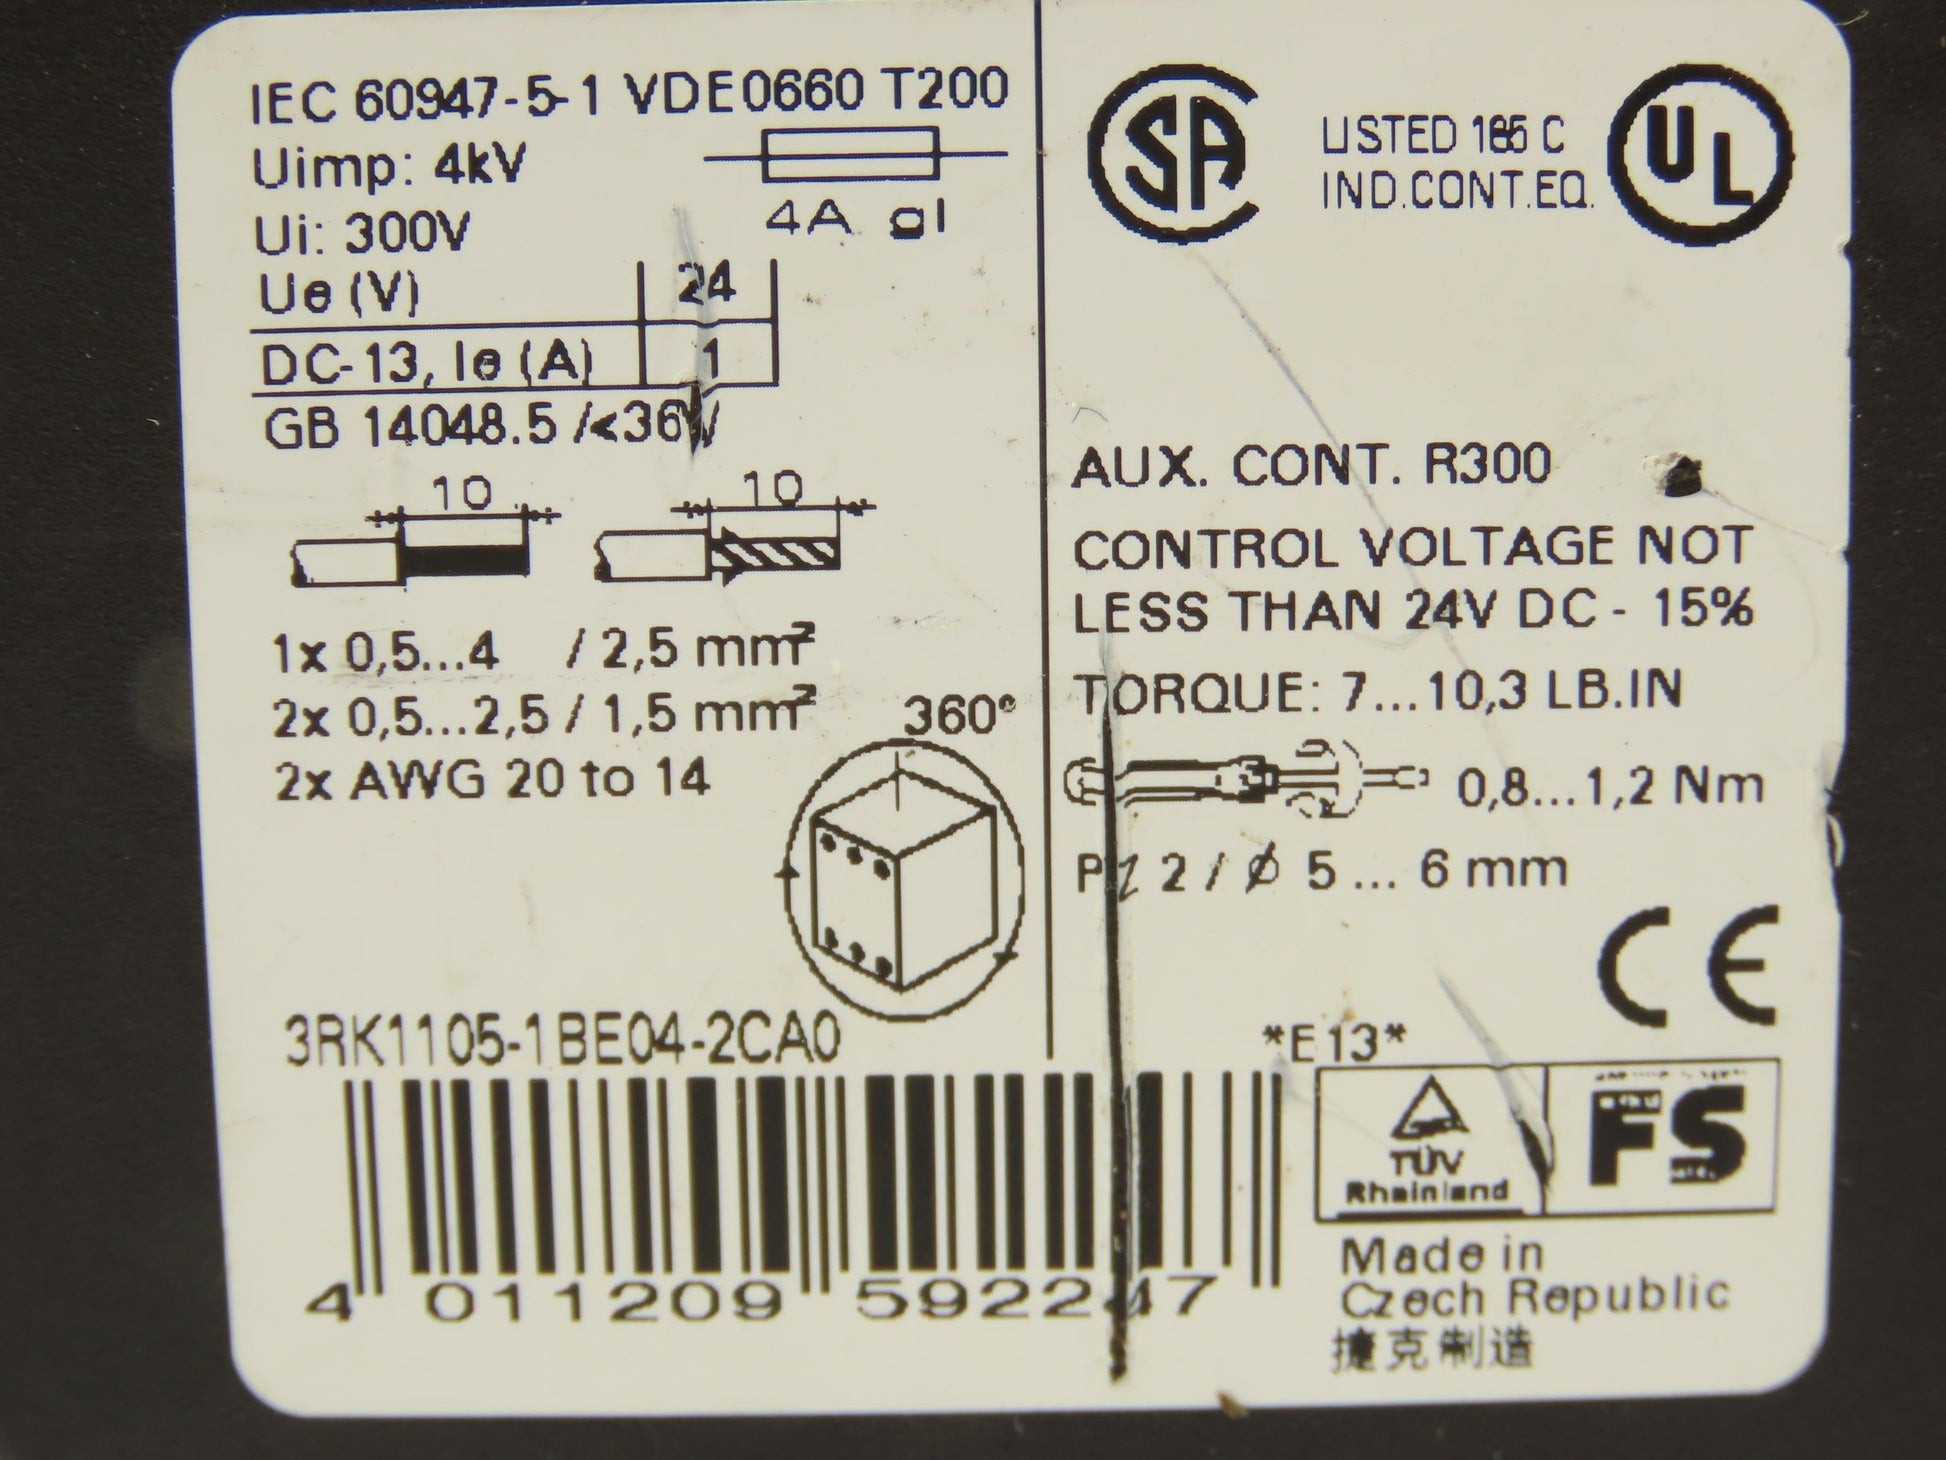 IEC 60947-5-1 VDE0660 T200
Uimp: 4kV
4A gl
Ui: 300V
Ue (V) 24
DC-13, Ie (A) 1
GB 14048.5 /<36V
10 10
1x 0,5...4 / 2,5 mm²
2x 0,5...2,5 / 1,5 mm²
2x AWG 20 to 14
360°
3RK1105-1BE04-2CA0
4 011209 592247
SA
LISTED 165 C
IND.CONT.EQ.
UL
AUX. CONT. R300
CONTROL VOLTAGE NOT
LESS THAN 24V DC - 15%
TORQUE: 7...10,3 LB.IN
0,8...1,2 Nm
PZ 2 / Ø 5 ... 6 mm
CE
*E13*
TÜV
Rheinland
FS
Made in
Czech Republic
捷克制造